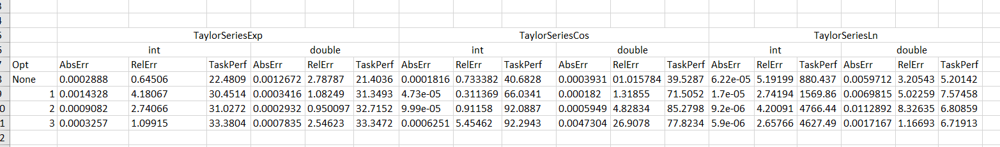 TaylorSeriesExp TaylorSeriesCos TaylorSeriesLn
int double int double int double
Opt AbsErr RelErr TaskPerf AbsErr RelErr TaskPerf AbsErr RelErr TaskPerf AbsErr RelErr TaskPerf AbsErr RelErr TaskPerf AbsErr RelErr TaskPerf
None 0.0002888 0.64506 22.4809 0.0012672 2.78787 21.4036 0.0001816 0.733382 40.6828 0.0003931 01.015784 39.5287 6.22e-05 5.19199 880.437 0.0059712 3.20543 5.20142
1 0.0014328 4.18067 30.4514 0.0003416 1.08249 31.3493 4.73e-05 0.311369 66.0341 0.000182 1.31855 71.5052 1.7e-05 2.74194 1569.86 0.0069815 5.02259 7.57458
2 0.0009082 2.74066 31.0272 0.0002932 0.950097 32.7152 9.99e-05 0.91158 92.0887 0.0005949 4.82834 85.2798 9.2e-06 4.20091 4766.44 0.0112892 8.32635 6.80859
3 0.0003257 1.09915 33.3804 0.0007835 2.54623 33.3472 0.0006251 5.45462 92.2943 0.0047304 26.9078 77.8234 5.9e-06 2.65766 4627.49 0.0017167 1.16693 6.71913